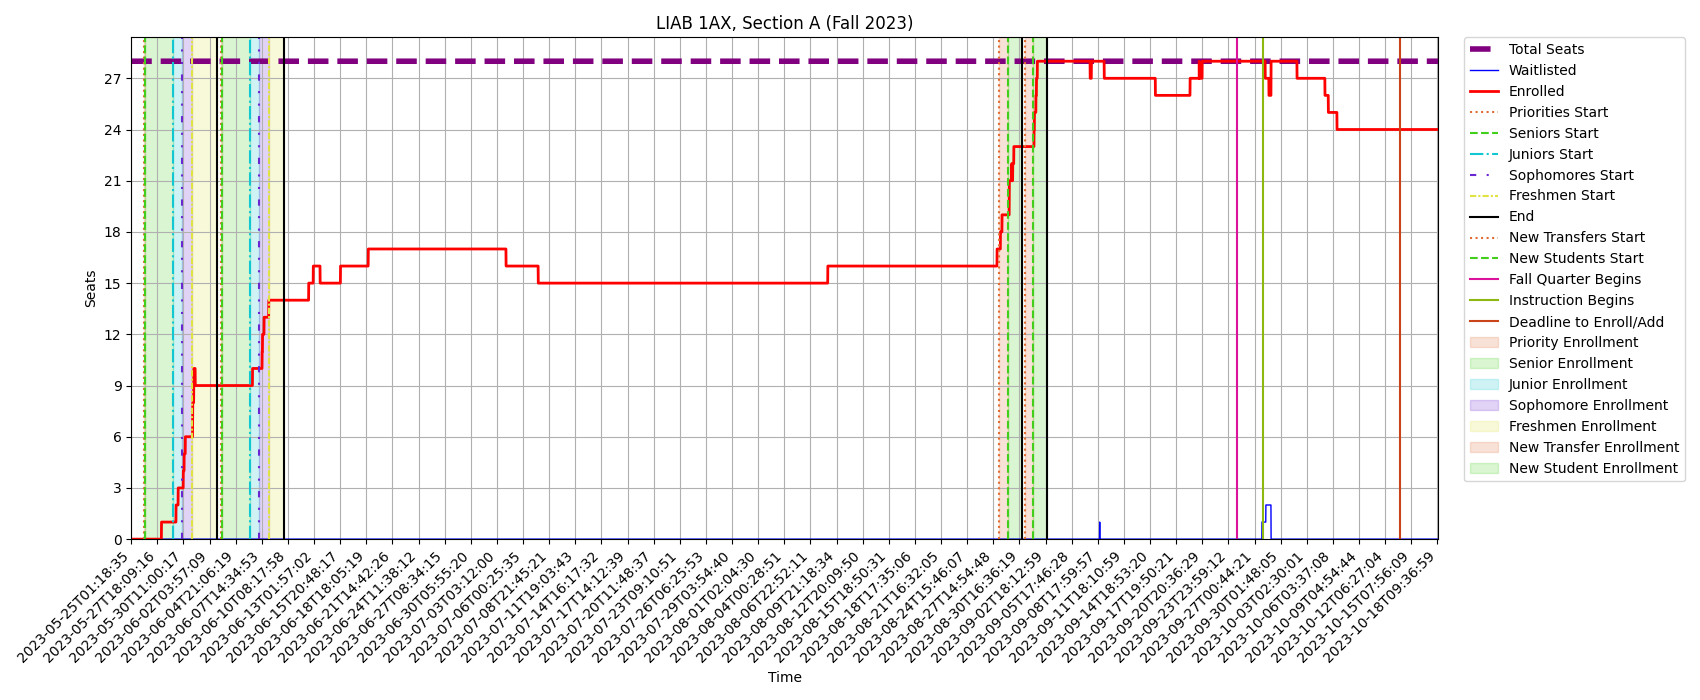 LIAB 1AX, Section A (Fall 2023)
Seats
27
24
21
18
15
12
9
6
3
0
2023-05-25T01:18:35
2023-05-27T18:09:16
2023-05-30T11:00:17
2023-06-02T03:57:09
2023-06-04T21:06:19
2023-06-07T14:34:53
2023-06-10T08:17:58
2023-06-13T01:57:02
2023-06-15T20:48:17
2023-06-18T18:05:19
2023-06-21T14:42:26
2023-06-24T11:38:12
2023-06-27T08:34:15
2023-06-30T05:55:20
2023-07-03T03:12:00
2023-07-06T00:25:35
2023-07-08T21:45:21
2023-07-11T19:03:43
2023-07-14T16:17:32
2023-07-17T14:12:39
2023-07-20T11:48:37
2023-07-23T09:10:51
2023-07-26T06:25:53
2023-07-29T03:54:40
2023-08-01T02:04:30
2023-08-04T00:28:51
2023-08-06T22:52:11
2023-08-09T21:18:34
2023-08-12T20:09:50
2023-08-15T18:50:31
2023-08-18T17:35:06
2023-08-21T16:32:05
2023-08-24T15:46:07
2023-08-27T14:54:48
2023-08-30T16:36:19
2023-09-02T18:12:59
2023-09-05T17:46:28
2023-09-08T17:59:57
2023-09-11T18:10:59
2023-09-14T18:53:20
2023-09-17T19:50:21
2023-09-20T20:36:29
2023-09-23T23:59:12
2023-09-27T00:44:21
2023-09-30T01:48:05
2023-10-03T02:30:01
2023-10-06T03:37:08
2023-10-09T04:54:44
2023-10-12T06:27:04
2023-10-15T07:56:09
2023-10-18T09:36:59
Time
Total Seats
Waitlisted
Enrolled
Priorities Start
Seniors Start
Juniors Start
Sophomores Start
Freshmen Start
End
New Transfers Start
New Students Start
Fall Quarter Begins
Instruction Begins
Deadline to Enroll/Add
Priority Enrollment
Senior Enrollment
Junior Enrollment
Sophomore Enrollment
Freshmen Enrollment
New Transfer Enrollment
New Student Enrollment